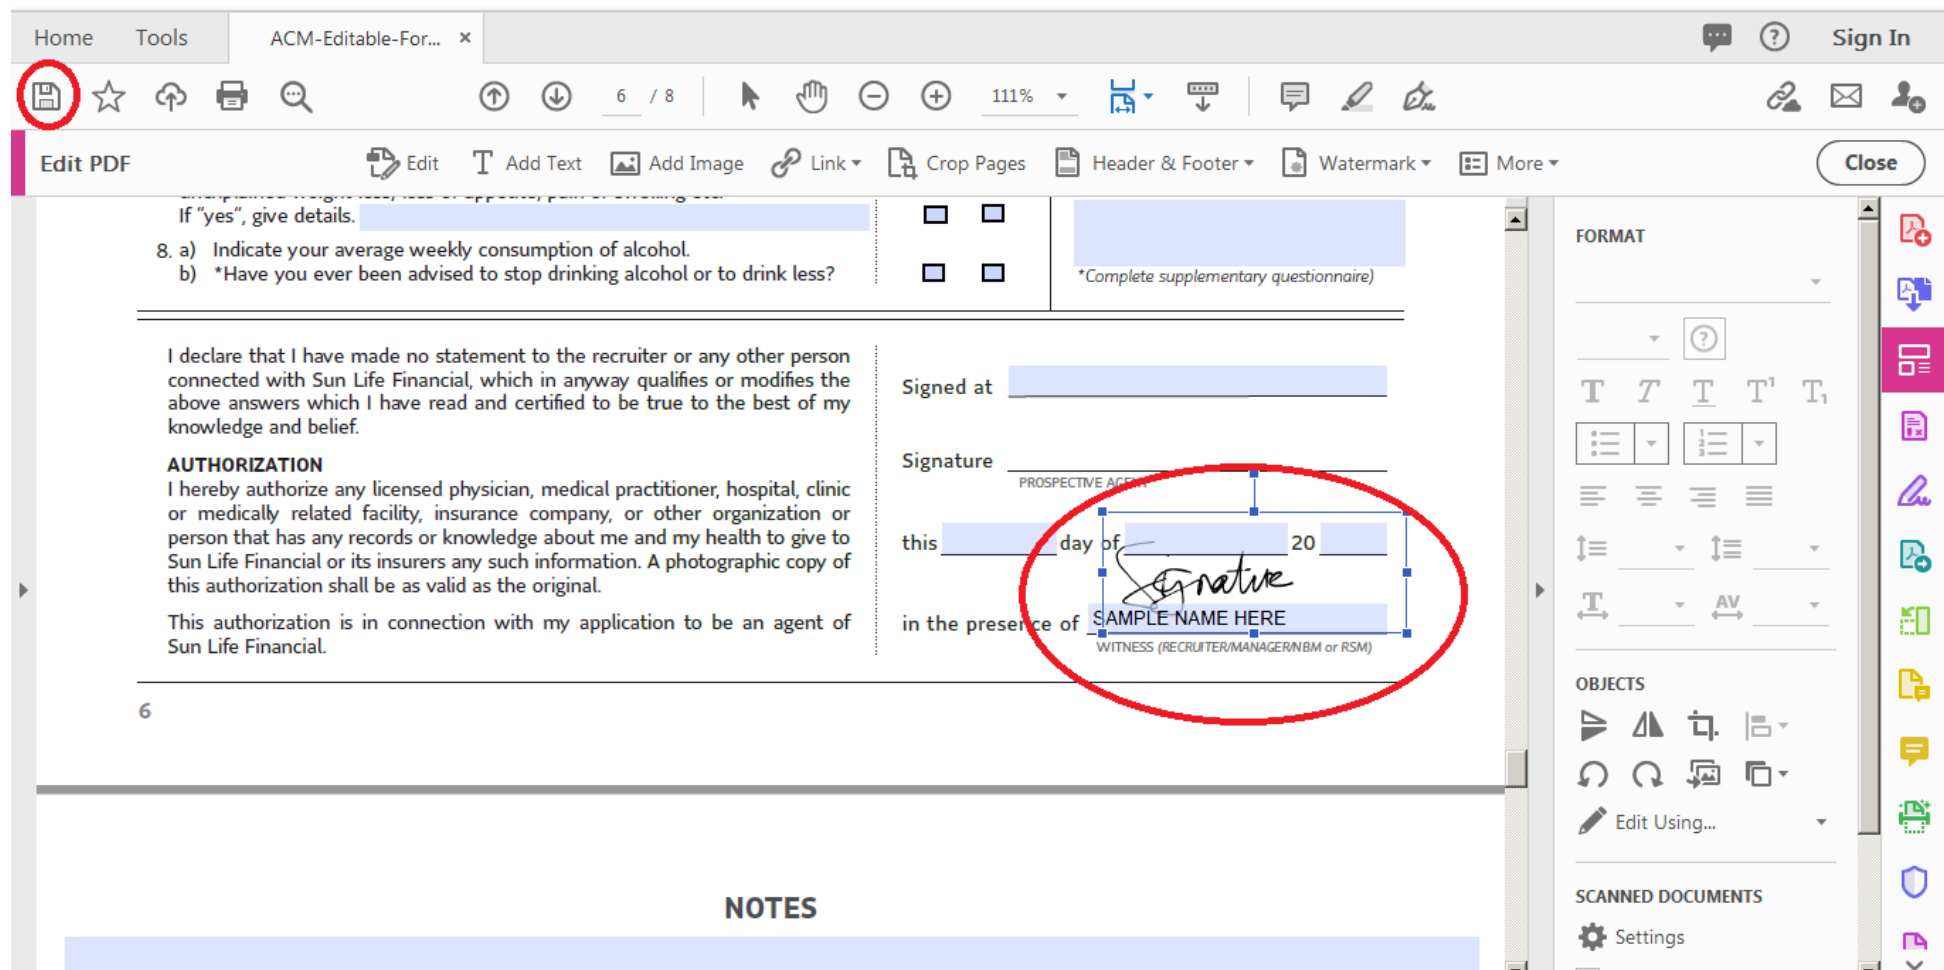 Home Tools ACM-Editable-For... × Sign In
6 / 8 111%
Edit PDF Edit Add Text Add Image Link Crop Pages Header & Footer Watermark More Close
If "yes", give details.
8. a) Indicate your average weekly consumption of alcohol.
b) *Have you ever been advised to stop drinking alcohol or to drink less?
*Complete supplementary questionnaire)
I declare that I have made no statement to the recruiter or any other person
connected with Sun Life Financial, which in anyway qualifies or modifies the
above answers which I have read and certified to be true to the best of my
knowledge and belief.
AUTHORIZATION
I hereby authorize any licensed physician, medical practitioner, hospital, clinic
or medically related facility, insurance company, or other organization or
person that has any records or knowledge about me and my health to give to
Sun Life Financial or its insurers any such information. A photographic copy of
this authorization shall be as valid as the original.
This authorization is in connection with my application to be an agent of
Sun Life Financial.
Signed at
Signature
PROSPECTIVE AGENT
this day of 20
Signature
in the presence of SAMPLE NAME HERE
WITNESS (RECRUITER/MANAGER/NBM or RSM)
6
NOTES
FORMAT
OBJECTS
Edit Using...
SCANNED DOCUMENTS
Settings